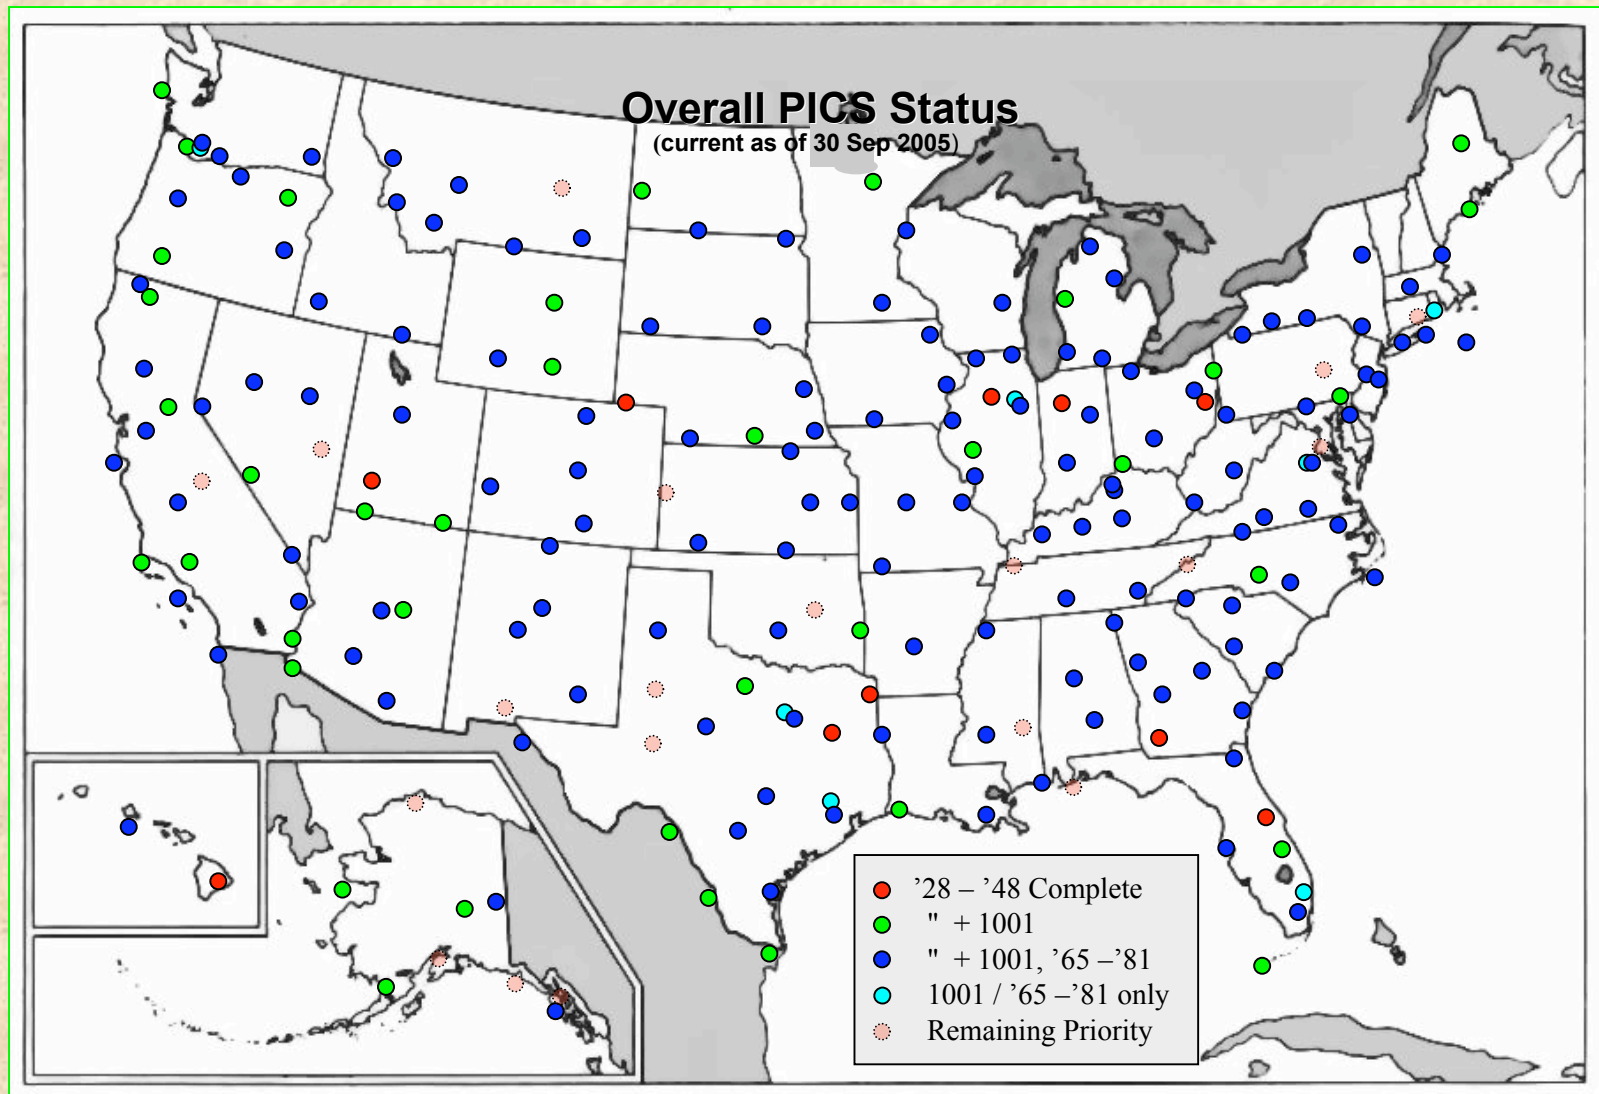 Overall PICS Status
(current as of 30 Sep 2005)
’28 – ’48 Complete
" + 1001
" + 1001, ’65 –’81
1001 / ’65 –’81 only
Remaining Priority